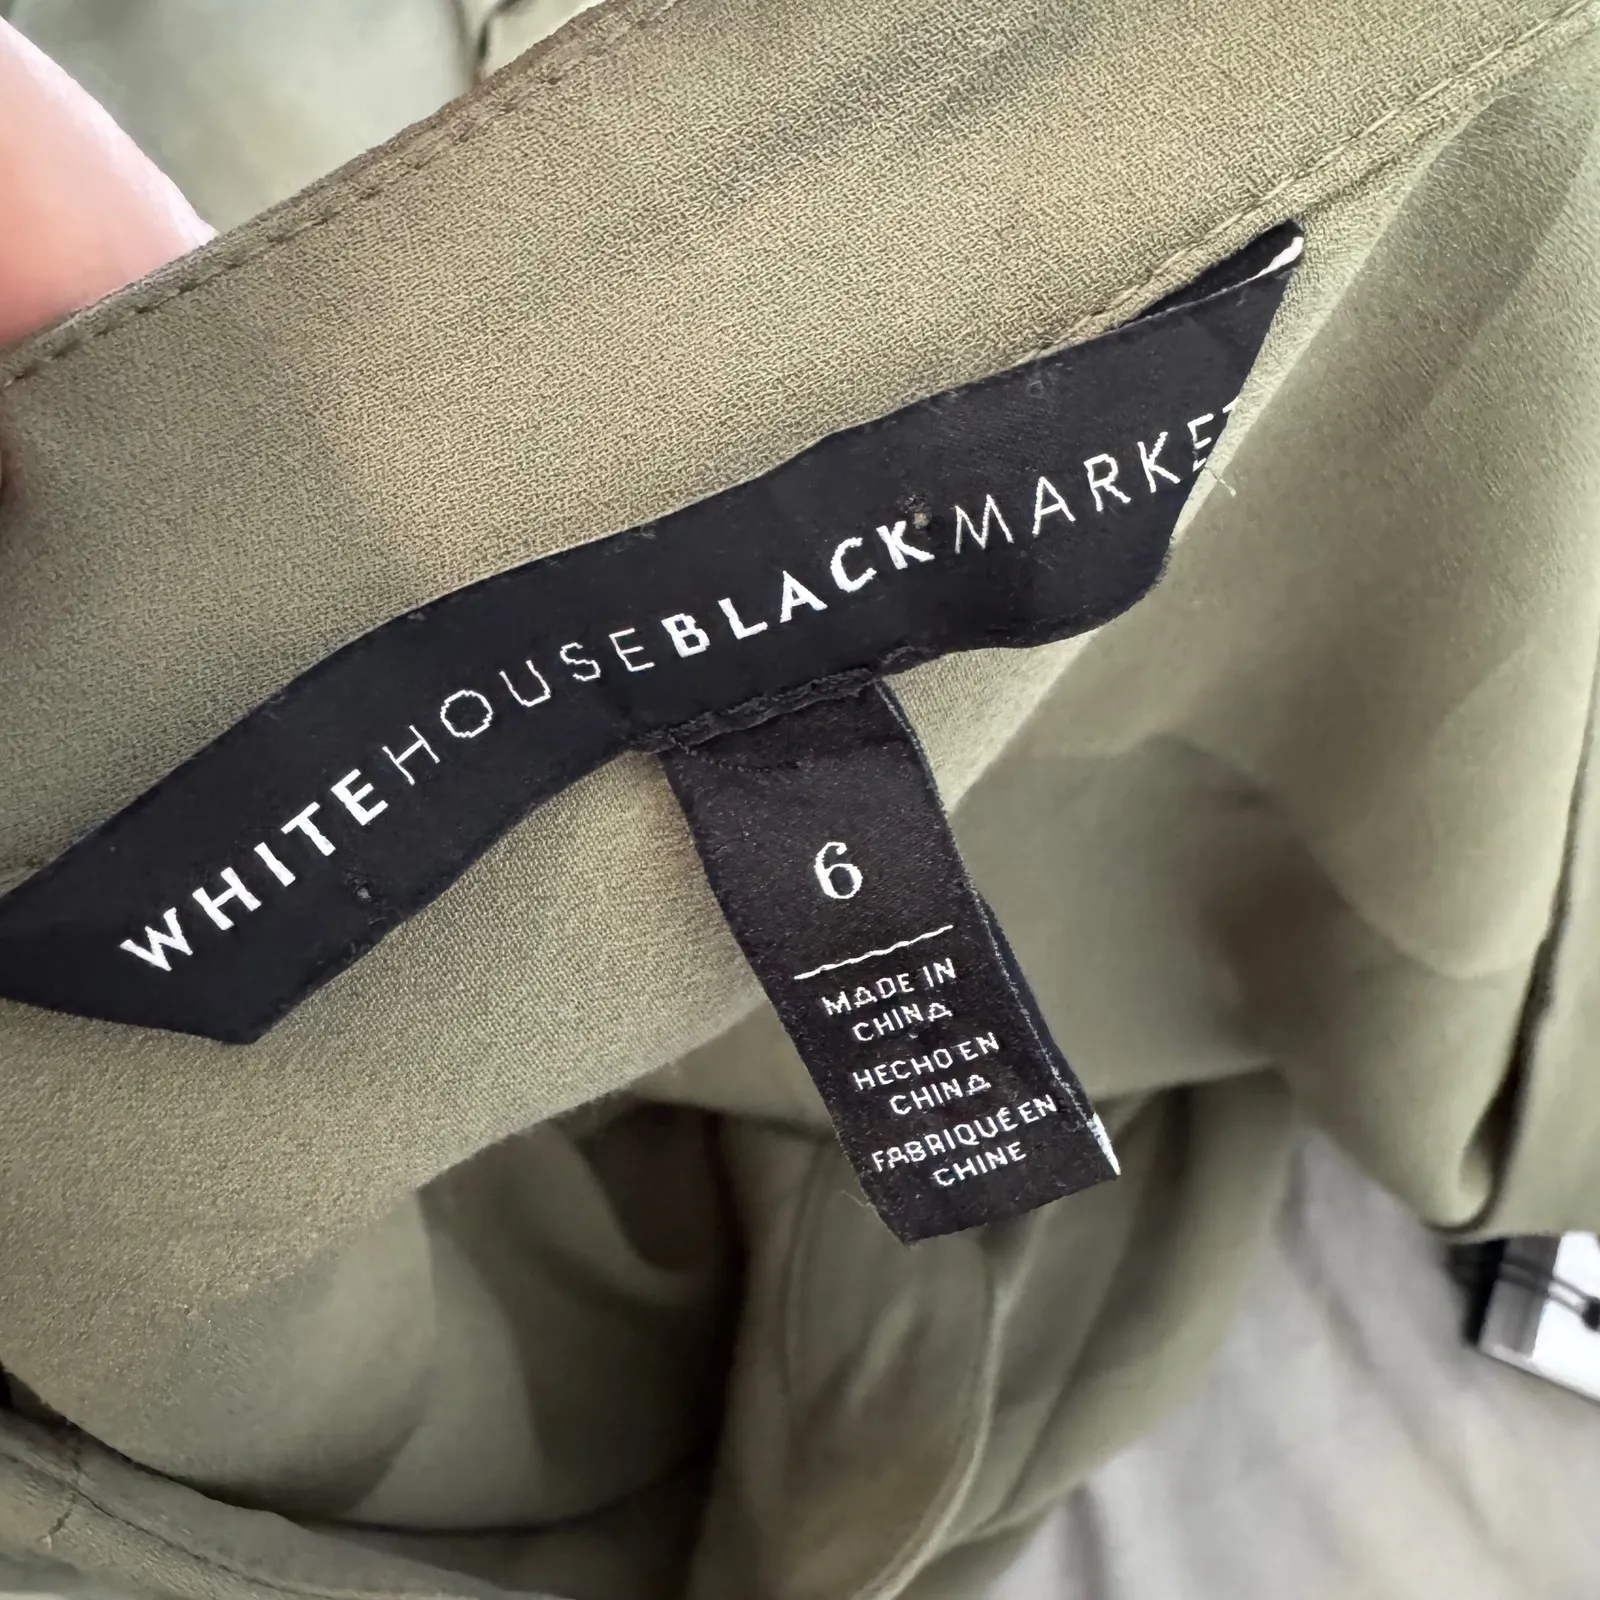 WHITEHOUSEBLACKMARKET
6
MADE IN
CHINA
HECHO EN
CHINA
FABRIQUÉ EN
CHINE